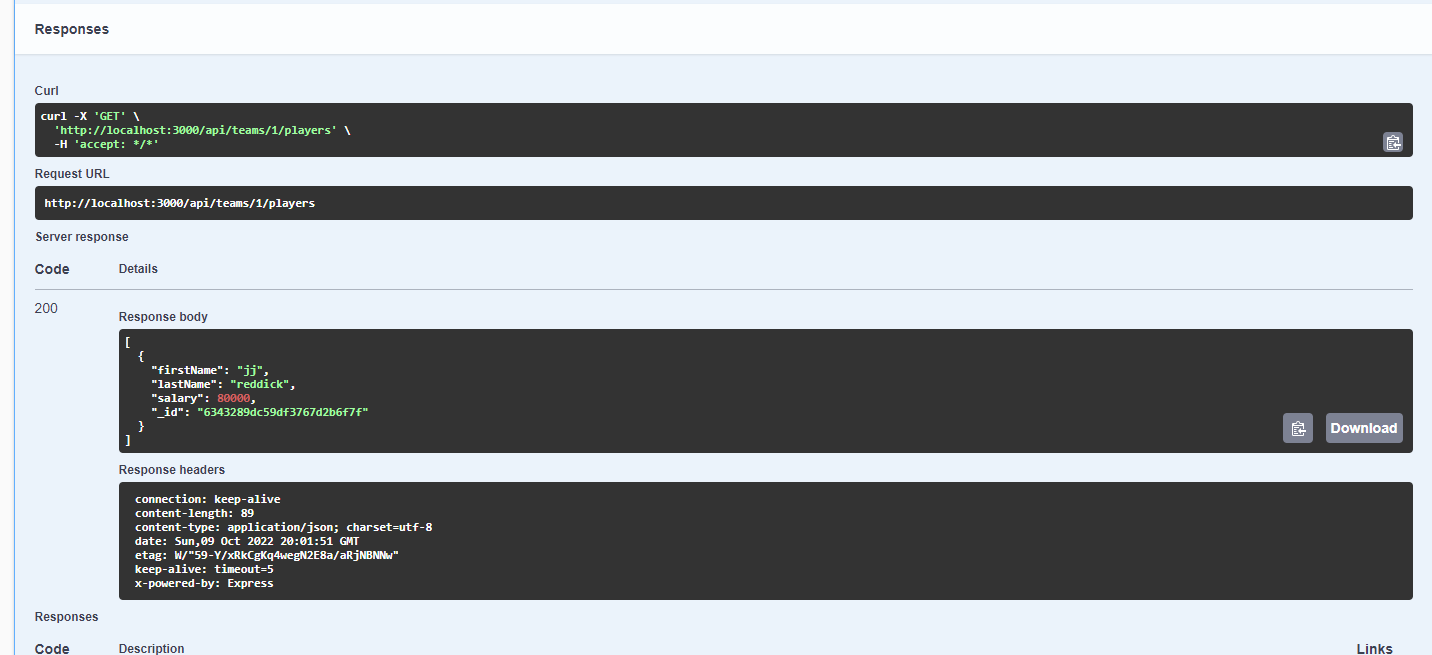 Responses
Curl
curl -X 'GET' \
'http://localhost:3000/api/teams/1/players' \
-H 'accept: */*'
Request URL
http://localhost:3000/api/teams/1/players
Server response
Code Details
200
Response body
[
{
"firstName": "jj",
"lastName": "reddick",
"salary": 80000,
"_id": "6343289dc59df3767d2b6f7f"
}
]
Download
Response headers
connection: keep-alive
content-length: 89
content-type: application/json; charset=utf-8
date: Sun,09 Oct 2022 20:01:51 GMT
etag: W/"59-Y/xRkCgKq4wegN2E8a/aRjNBNNw"
keep-alive: timeout=5
x-powered-by: Express
Responses
Code Description Links